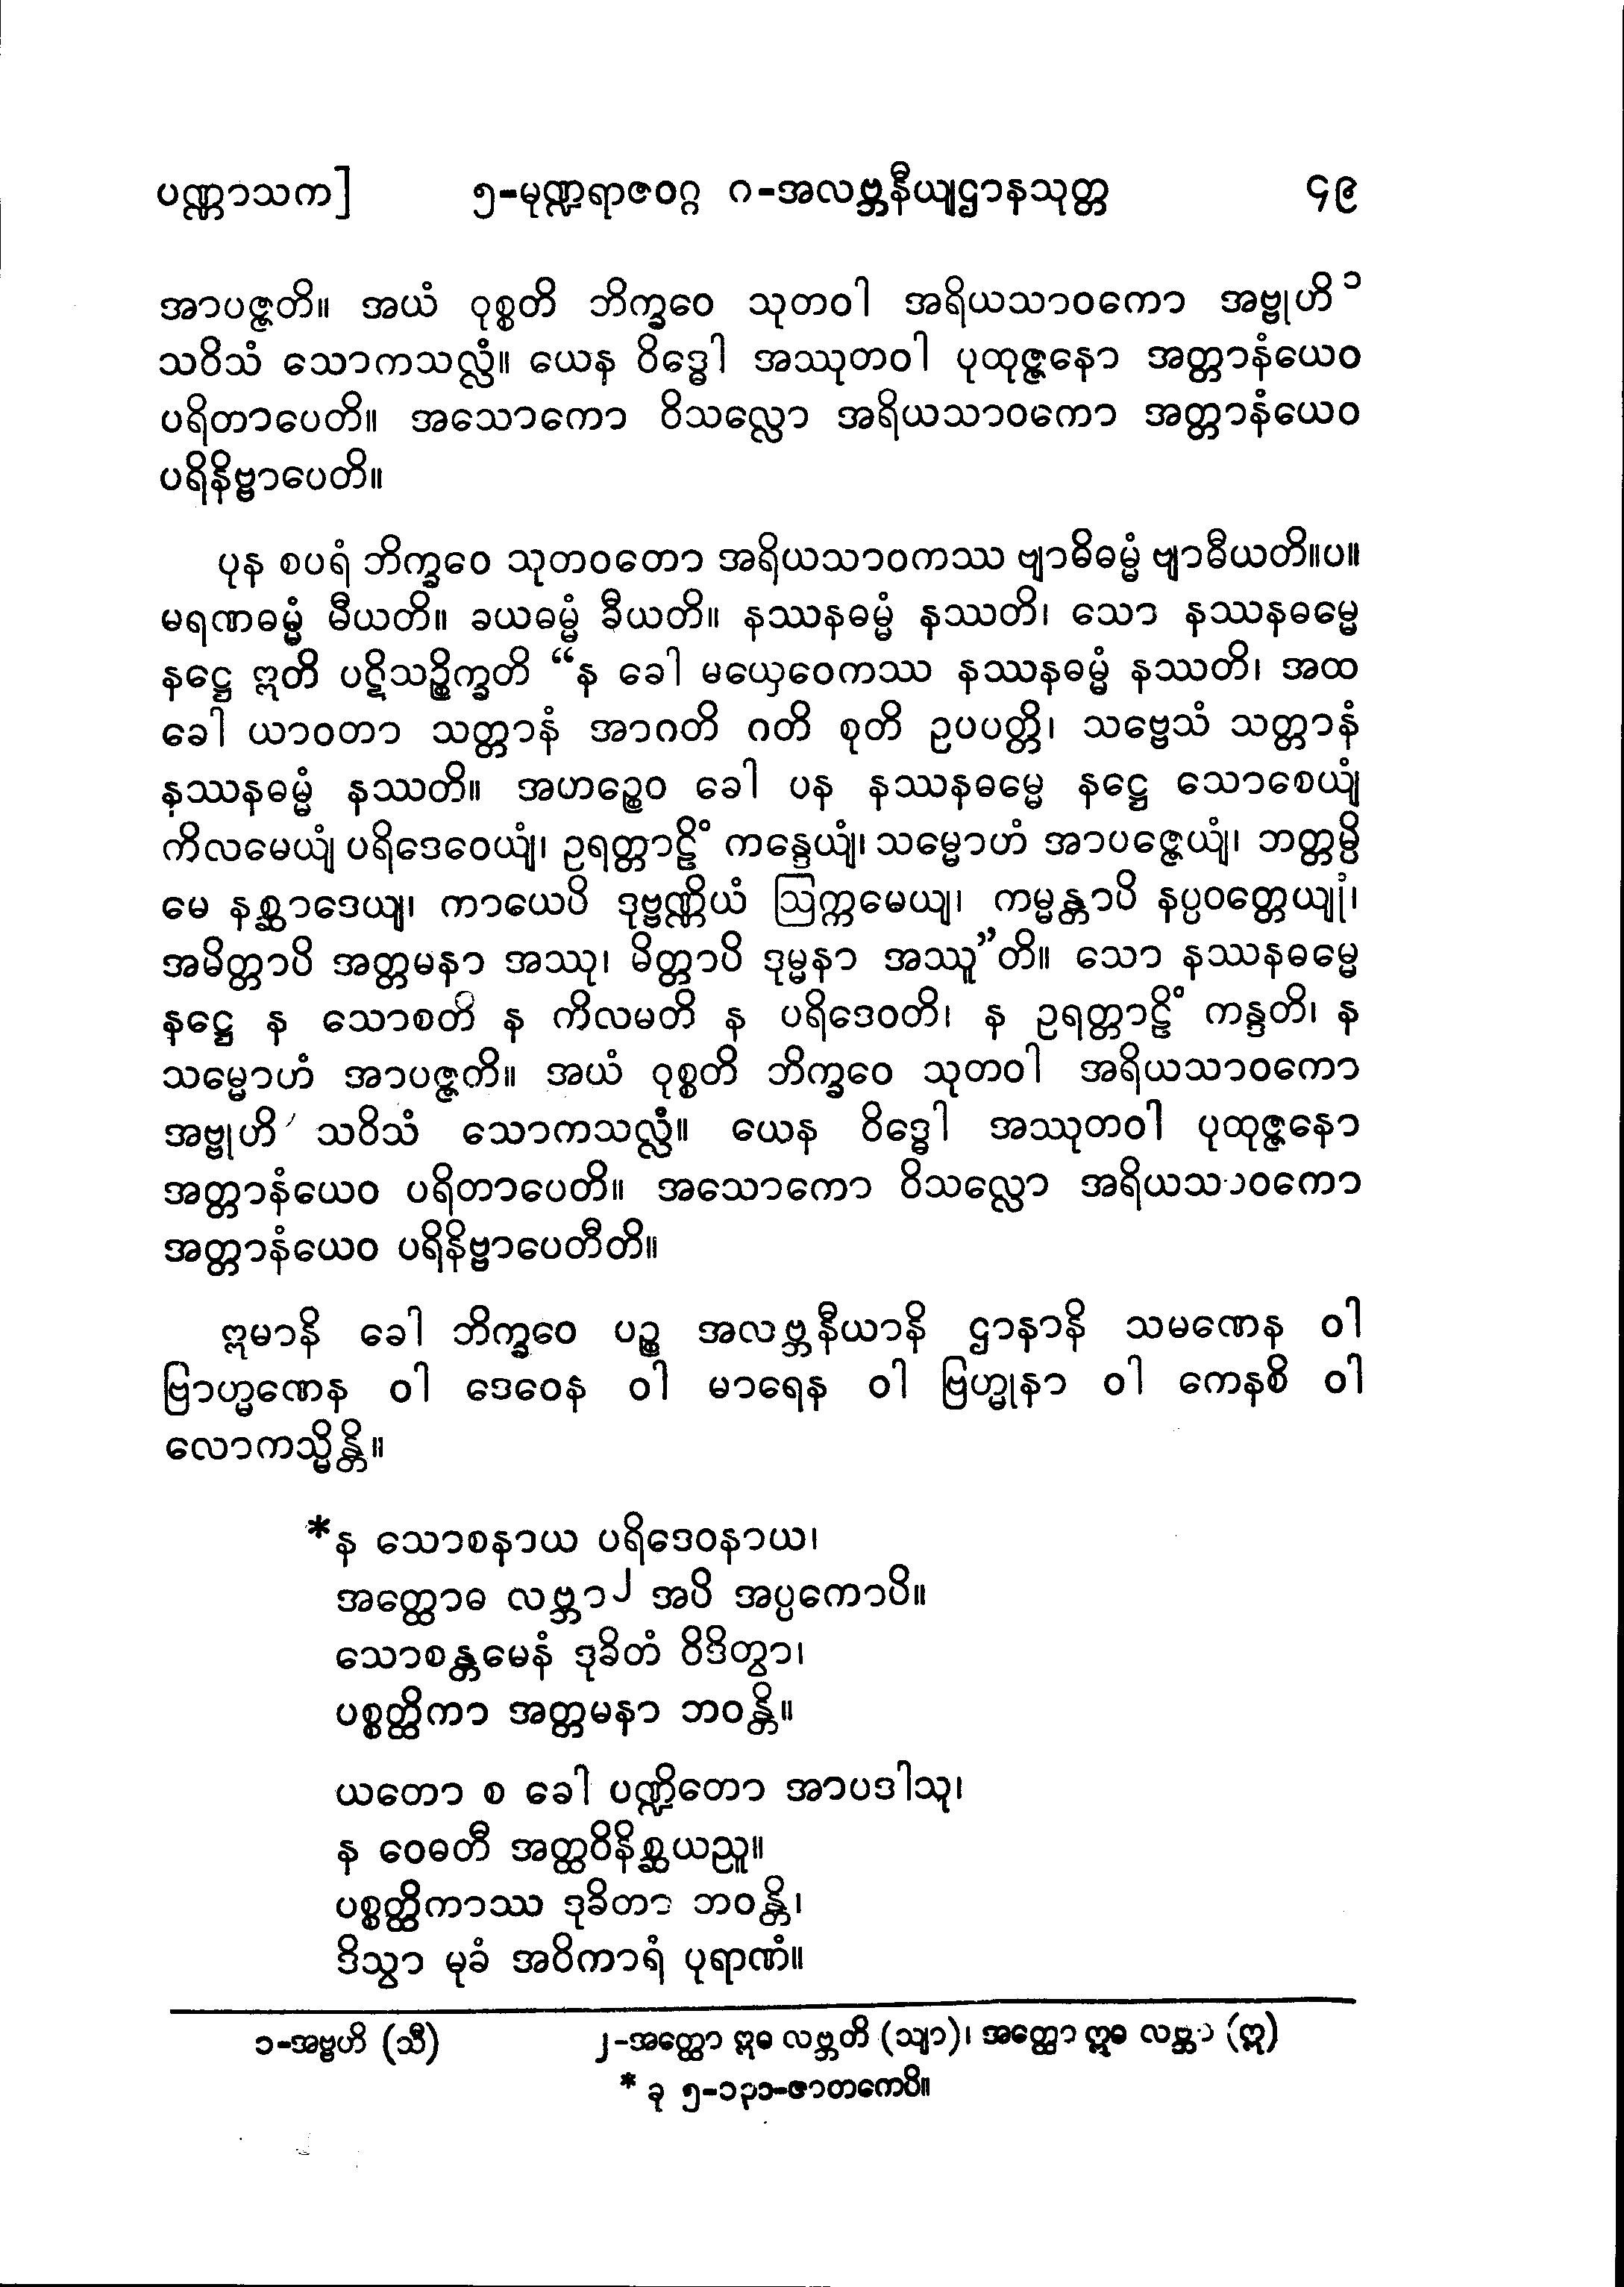 ပဏ္ဏာသက] ၅-မုဏ္ဍရာဇဝဂ္ဂ ဂ-အလဗ္ဘနီယျဌာနသုတ္တ ၄၉
အာပဇ္ဇတိ။ အယံ ဝုစ္စတိ ဘိက္ခဝေ သုတဝါ အရိယသာဝကော အဗ္ဗုဟိ ၁
သဝိသံ သောကသလ္လံ။ ယေန ဝိဒ္ဓေါ အဿုတဝါ ပုထုဇ္ဇနော အတ္တာနံယေဝ
ပရိတာပေတိ။ အသောကော ဝိသလ္လော အရိယသာဝကော အတ္တာနံယေဝ
ပရိနိဗ္ဗာပေတိ။
ပုန စပရံ ဘိက္ခဝေ သုတဝတော အရိယသာဝကဿ ဗျာဓိဓမ္မံ ဗျာဓီယတိ။ပ။
မရဏဓမ္မံ မီယတိ။ ခယဓမ္မံ ခီယတိ။ နဿနဓမ္မံ နဿတိ၊ သော နဿနဓမ္မေ
နဋ္ဌေ ဣတိ ပဋိသဉ္စိက္ခတိ “န ခေါ မယှေဝေကဿ နဿနဓမ္မံ နဿတိ၊ အထ
ခေါ ယာဝတာ သတ္တာနံ အာဂတိ ဂတိ စုတိ ဥပပတ္တိ၊ သဗ္ဗေသံ သတ္တာနံ
နဿနဓမ္မံ နဿတိ။ အဟဉ္စေဝ ခေါ ပန နဿနဓမ္မေ နဋ္ဌေ သောစေယျံ
ကိလမေယျံ ပရိဒေဝေယျံ၊ ဥရတ္တာဠိံ ကန္ဒေယျံ၊ သမ္မောဟံ အာပဇ္ဇေယျံ၊ ဘတ္တမ္ပိ
မေ နစ္ဆာဒေယျ၊ ကာယေပိ ဒုဗ္ဗဏ္ဏိယံ ဩက္ကမေယျ၊ ကမ္မန္တာပိ နပ္ပဝတ္တေယျုံ၊
အမိတ္တာပိ အတ္တမနာ အဿု၊ မိတ္တာပိ ဒုမ္မနာ အဿူ”တိ။ သော နဿနဓမ္မေ
နဋ္ဌေ န သောစတိ န ကိလမတိ န ပရိဒေဝတိ၊ န ဥရတ္တာဠိံ ကန္ဒတိ၊ န
သမ္မောဟံ အာပဇ္ဇကိ။ အယံ ဝုစ္စတိ ဘိက္ခဝေ သုတဝါ အရိယသာဝကော
အဗ္ဗုဟိ သဝိသံ သောကသလ္လံ။ ယေန ဝိဒ္ဓေါ အဿုတဝါ ပုထုဇ္ဇနော
အတ္တာနံယေဝ ပရိတာပေတိ။ အသောကော ဝိသလ္လော အရိယသာဝကော
အတ္တာနံယေဝ ပရိနိဗ္ဗာပေတီတိ။
ဣမာနိ ခေါ ဘိက္ခဝေ ပဉ္စ အလဗ္ဘနီယာနိ ဌာနာနိ သမဏေန ဝါ
ဗြာဟ္မဏေန ဝါ ဒေဝေန ဝါ မာရေန ဝါ ဗြဟ္မုနာ ဝါ ကေနစိ ဝါ
လောကသ္မိန္တိ။
*န သောစနာယ ပရိဒေဝနာယ၊
အတ္ထောဓ လဗ္ဘာ ၂ အပိ အပ္ပကောပိ။
သောစန္တမေနံ ဒုခိတံ ဝိဒိတွာ၊
ပစ္စတ္ထိကာ အတ္တမနာ ဘဝန္တိ။
ယတော စ ခေါ ပဏ္ဍိတော အာပဒါသု၊
န ဝေဓတီ အတ္ထဝိနိစ္ဆယညူ။
ပစ္စတ္ထိကာဿ ဒုခိတာ ဘဝန္တိ၊
ဒိသွာ မုခံ အဝိကာရံ ပုရာဏံ။
၁-အဗ္ဗဟိ (သီ) ၂-အတ္ထော ဣဓ လဗ္ဘတိ (သျာ)၊ အတ္ထော ဣဓ လဗ္ဘာ (ဣ)
* ခု ၅-၁၃၁-ဇာတကေပိ။